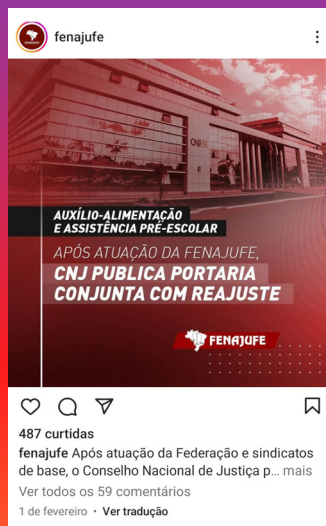 fenajufe
CNJ
AUXÍLIO-ALIMENTAÇÃO
E ASSISTÊNCIA PRÉ-ESCOLAR
APÓS ATUAÇÃO DA FENAJUFE,
CNJ PUBLICA PORTARIA
CONJUNTA COM REAJUSTE
FENAJUFE
487 curtidas
fenajufe Após atuação da Federação e sindicatos
de base, o Conselho Nacional de Justiça p... mais
Ver todos os 59 comentários
1 de fevereiro • Ver tradução